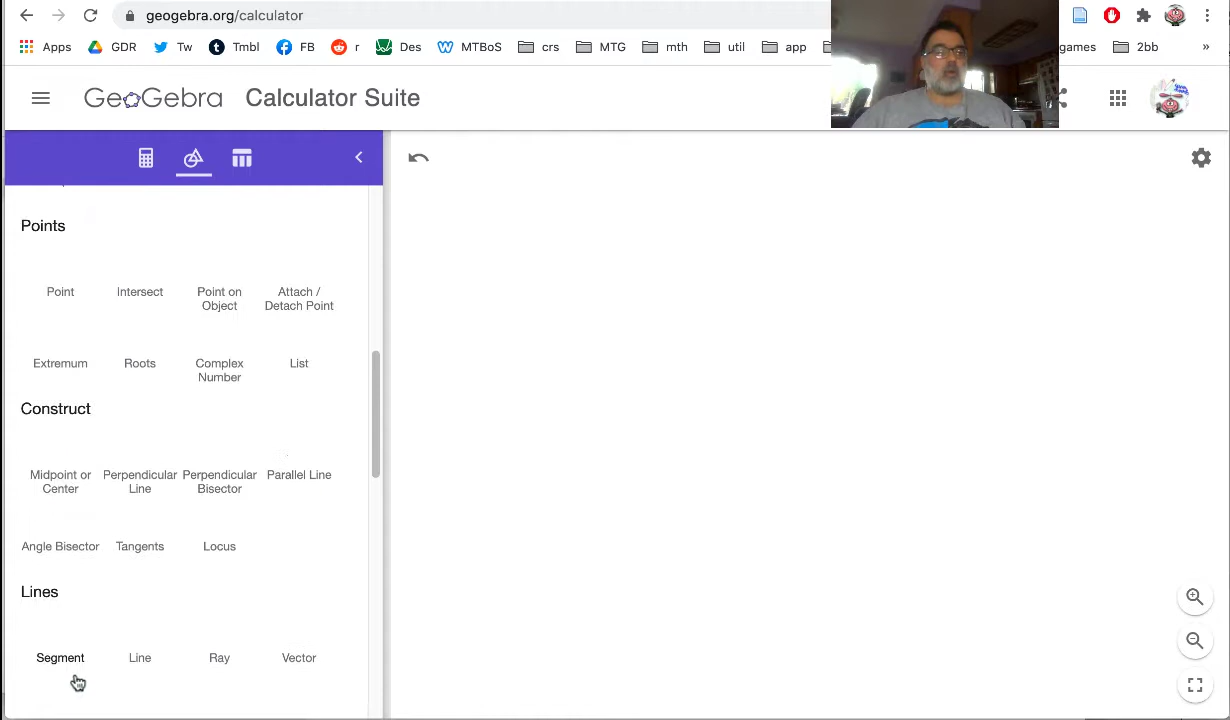 geogebra.org/calculator
Apps GDR Tw Tmbl FB r Des MTBoS crs MTG mth util app games 2bb »
GeoGebra Calculator Suite
Points
Point Intersect Point on Object Attach / Detach Point
Extremum Roots Complex Number List
Construct
Midpoint or Center Perpendicular Line Perpendicular Bisector Parallel Line
Angle Bisector Tangents Locus
Lines
Segment Line Ray Vector